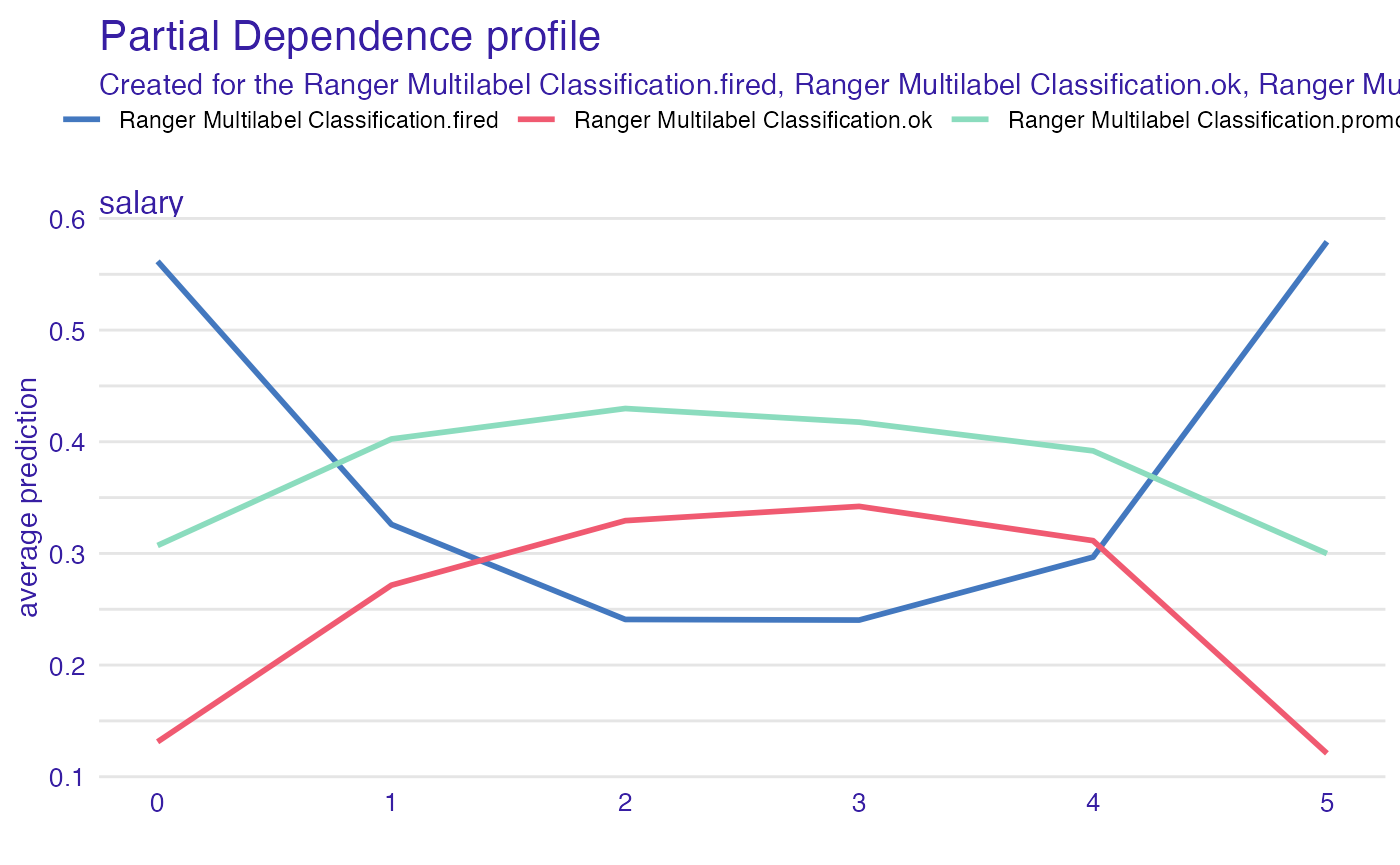 Partial Dependence profile
Created for the Ranger Multilabel Classification.fired, Ranger Multilabel Classification.ok, Ranger
Ranger Multilabel Classification.fired Ranger Multilabel Classification.ok Ranger Multilabel
salary
0.6
0.5
0.4
0.3
0.2
0.1
average prediction
0 1 2 3 4 5